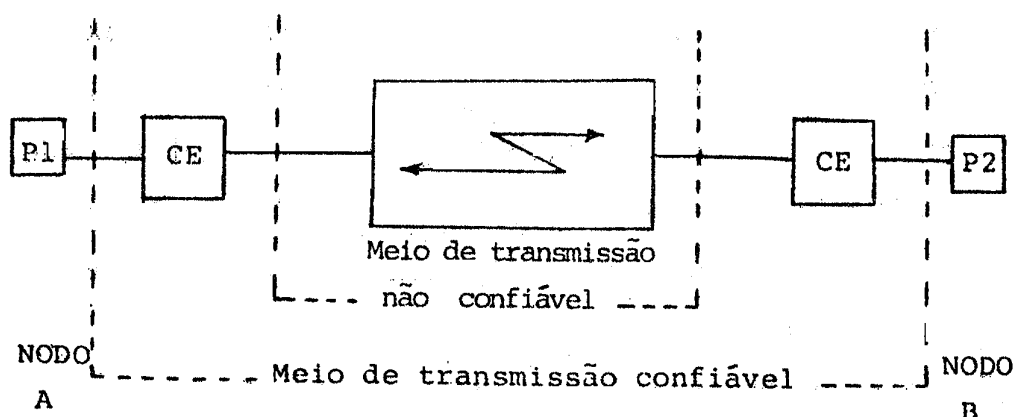 P1
CE
CE
P2
Meio de transmissão
não confiável
NODO
Meio de transmissão confiável
NODO
A
B